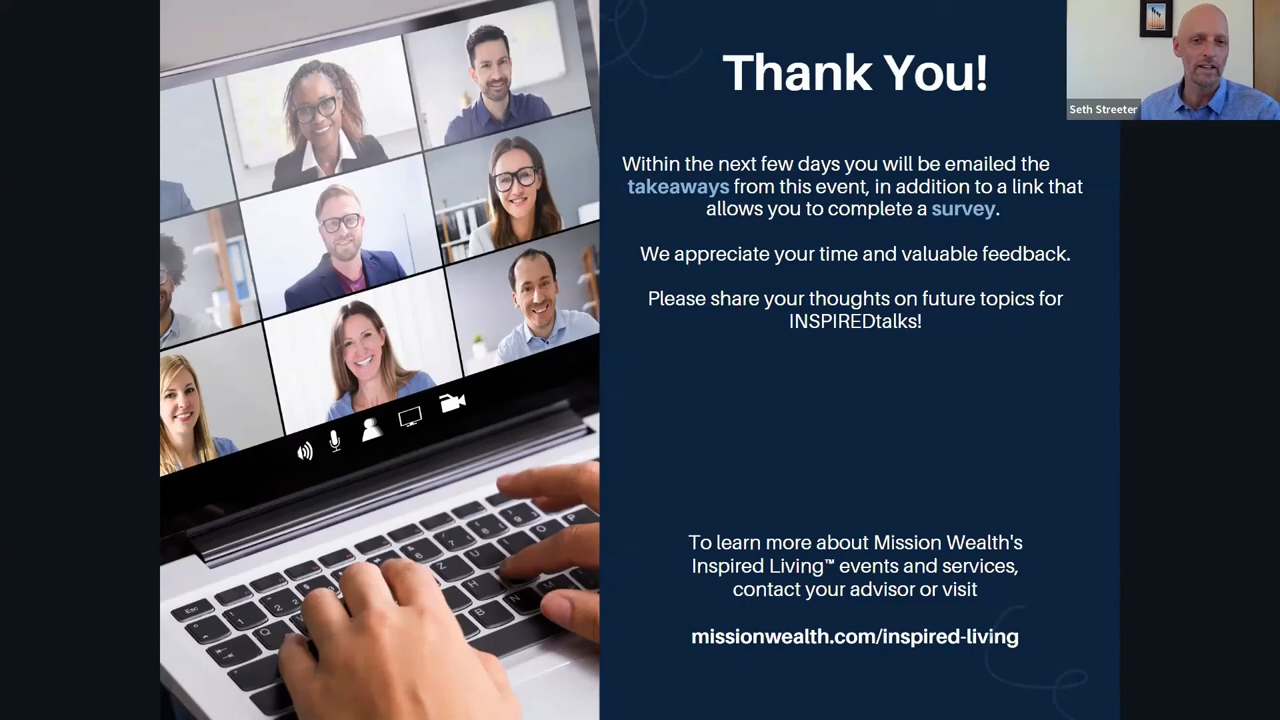 Thank You!
Seth Streeter
Within the next few days you will be emailed the
takeaways from this event, in addition to a link that
allows you to complete a survey.
We appreciate your time and valuable feedback.
Please share your thoughts on future topics for
INSPIREDtalks!
To learn more about Mission Wealth's
Inspired Living™ events and services,
contact your advisor or visit
missionwealth.com/inspired-living